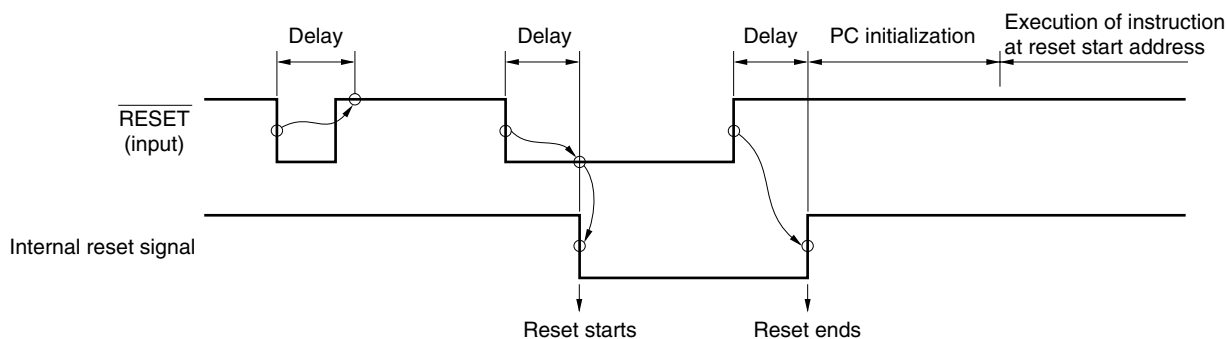 Delay
Delay
Delay
PC initialization
Execution of instruction
at reset start address
RESET
(input)
Internal reset signal
Reset starts
Reset ends